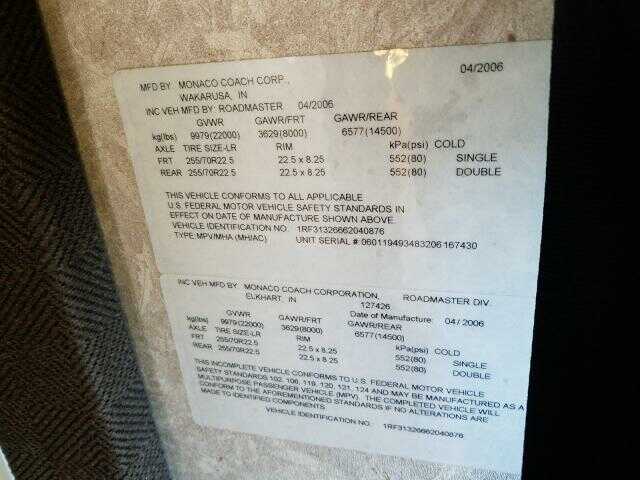 MFD BY: MONACO COACH CORP., 04/2006
WAKARUSA, IN
INC VEH MFD BY: ROADMASTER 04/2006
GVWR GAWR/FRT GAWR/REAR
kg(lbs) 9979(22000) 3629(8000) 6577(14500)
AXLE TIRE SIZE-LR RIM kPa(psi) COLD
FRT 255/70R22.5 22.5 x 8.25 552(80) SINGLE
REAR 255/70R22.5 22.5 x 8.25 552(80) DOUBLE
THIS VEHICLE CONFORMS TO ALL APPLICABLE
U.S. FEDERAL MOTOR VEHICLE SAFETY STANDARDS IN
EFFECT ON DATE OF MANUFACTURE SHOWN ABOVE.
VEHICLE IDENTIFICATION NO. 1RF31326662040876
TYPE:MPV/MHA (MH/AC) UNIT SERIAL #:060119493483206167430
INC VEH MFD BY: MONACO COACH CORPORATION, ROADMASTER DIV.
ELKHART, IN 127426
GVWR Date of Manufacture: 04/2006
kg(lbs) 9979(22000) GAWR/FRT GAWR/REAR
AXLE TIRE SIZE-LR 3629(8000) 6577(14500)
FRT 255/70R22.5 RIM kPa(psi) COLD
REAR 255/70R22.5 22.5 x 8.25 552(80) SINGLE
22.5 x 8.25 552(80) DOUBLE
THIS INCOMPLETE VEHICLE CONFORMS TO U.S. FEDERAL MOTOR VEHICLE
SAFETY STANDARDS 102, 106, 119, 120, 121, 124 AND MAY BE MANUFACTURED AS A
MULTIPURPOSE PASSENGER VEHICLE (MPV). THE COMPLETED VEHICLE WILL
CONFORM TO THE AFOREMENTIONED STANDARDS IF NO ALTERATIONS ARE
MADE TO IDENTIFIED COMPONENTS.
VEHICLE IDENTIFICATION NO. 1RF31326662040876